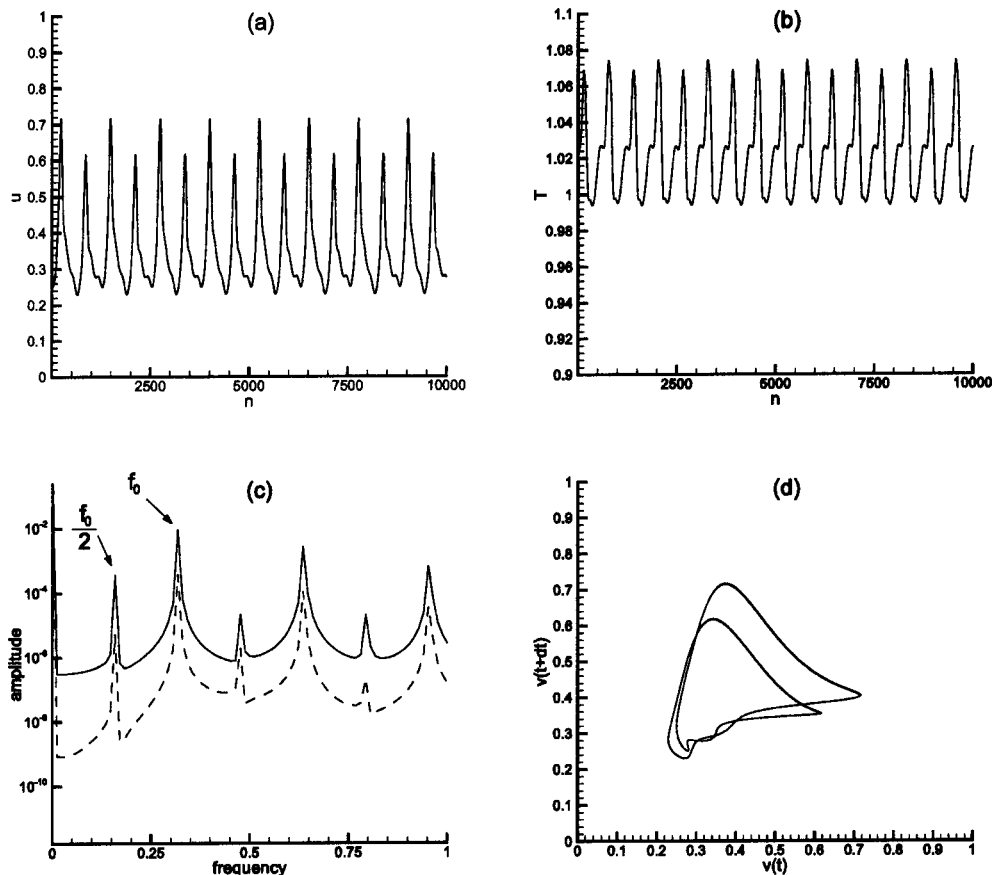 (a)
1
0.9
0.8
0.7
0.6
0.5
0.4
0.3
0.2
0.1
0
u
2500 5000 7500 10000
n
(b)
1.1
1.08
1.06
1.04
1.02
1
0.98
0.96
0.94
0.92
0.9
T
2500 5000 7500 10000
n
(c)
f₀
f₀
2
10⁻²
10⁻⁴
10⁻⁶
10⁻⁸
10⁻¹⁰
amplitude
0 0.25 0.5 0.75 1
frequency
(d)
1
0.9
0.8
0.7
0.6
0.5
0.4
0.3
0.2
0.1
0
v(t+dt)
0 0.1 0.2 0.3 0.4 0.5 0.6 0.7 0.8 0.9 1
v(t)